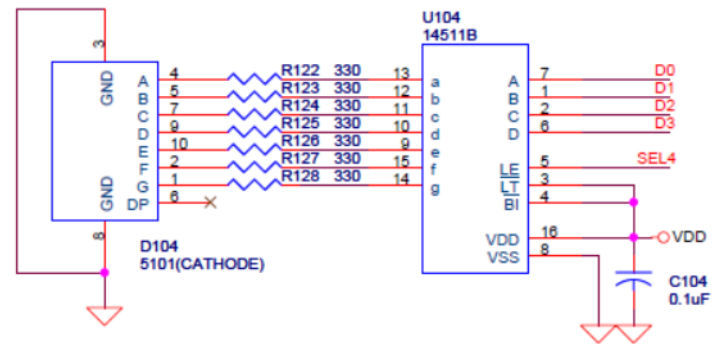 U104
14511B
3
GND
A 4 R122 330 13 a A 7 D0
B 5 R123 330 12 b B 1 D1
C 7 R124 330 11 c C 2 D2
D 9 R125 330 10 d D 6 D3
E 10 R126 330 9 e LE 5 SEL4
F 2 R127 330 15 f LT 3
G 1 R128 330 14 g BI 4
DP 6
GND
8
VDD 16 VDD
VSS 8
D104
5101(CATHODE)
C104
0.1uF